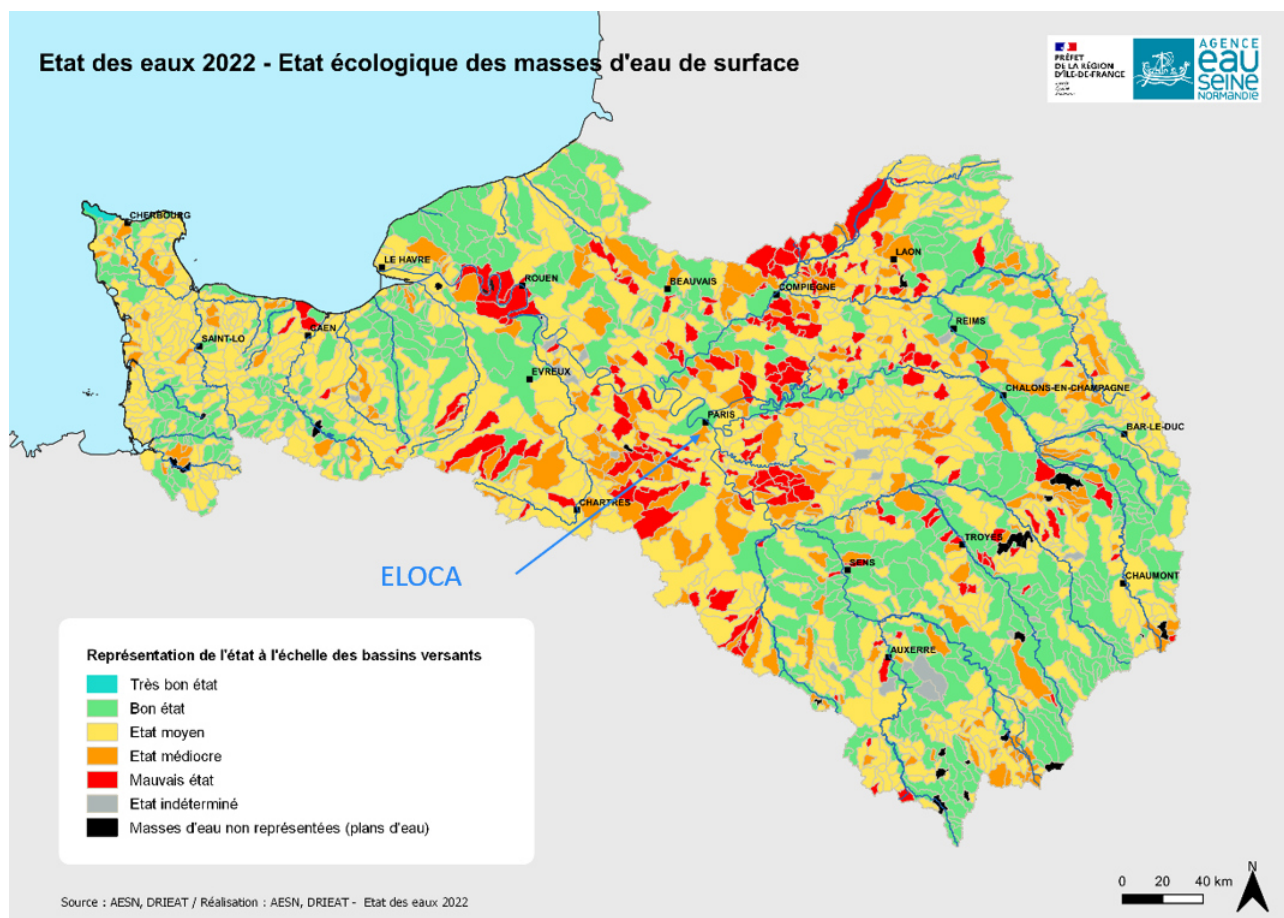 Etat des eaux 2022 - Etat écologique des masses d'eau de surface
PRÉFET
DE LA RÉGION
D'ÎLE-DE-FRANCE
AGENCE
eau
SEINE
NORMANDIE
CHERBOURG
LE HAVRE
ROUEN
BEAUVAIS
COMPIEGNE
LAON
SAINT-LO
CAEN
REIMS
EVREUX
CHALONS-EN-CHAMPAGNE
PARIS
BAR-LE-DUC
CHARTRES
TROYES
SENS
CHAUMONT
ELOCA
AUXERRE
Représentation de l'état à l'échelle des bassins versants
Très bon état
Bon état
Etat moyen
Etat médiocre
Mauvais état
Etat indéterminé
Masses d'eau non représentées (plans d'eau)
N
0 20 40 km
Source : AESN, DRIEAT / Réalisation : AESN, DRIEAT - Etat des eaux 2022